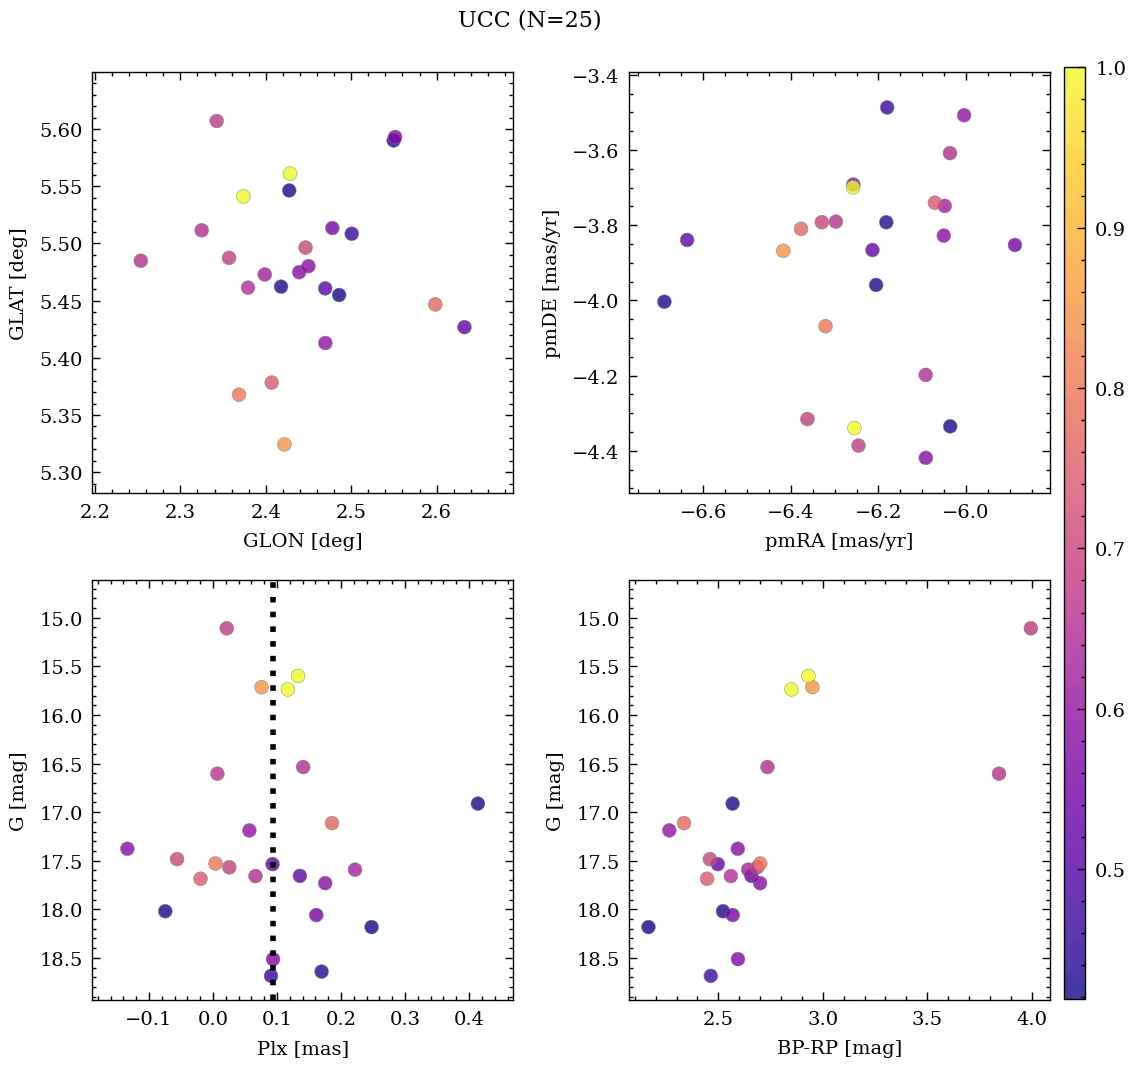 UCC (N=25)
5.60
5.55
5.50
5.45
5.40
5.35
5.30
GLAT [deg]
2.2 2.3 2.4 2.5 2.6
GLON [deg]
−3.4
−3.6
−3.8
−4.0
−4.2
−4.4
pmDE [mas/yr]
−6.6 −6.4 −6.2 −6.0
pmRA [mas/yr]
15.0
15.5
16.0
16.5
17.0
17.5
18.0
18.5
G [mag]
−0.1 0.0 0.1 0.2 0.3 0.4
Plx [mas]
15.0
15.5
16.0
16.5
17.0
17.5
18.0
18.5
G [mag]
2.5 3.0 3.5 4.0
BP-RP [mag]
1.0
0.9
0.8
0.7
0.6
0.5